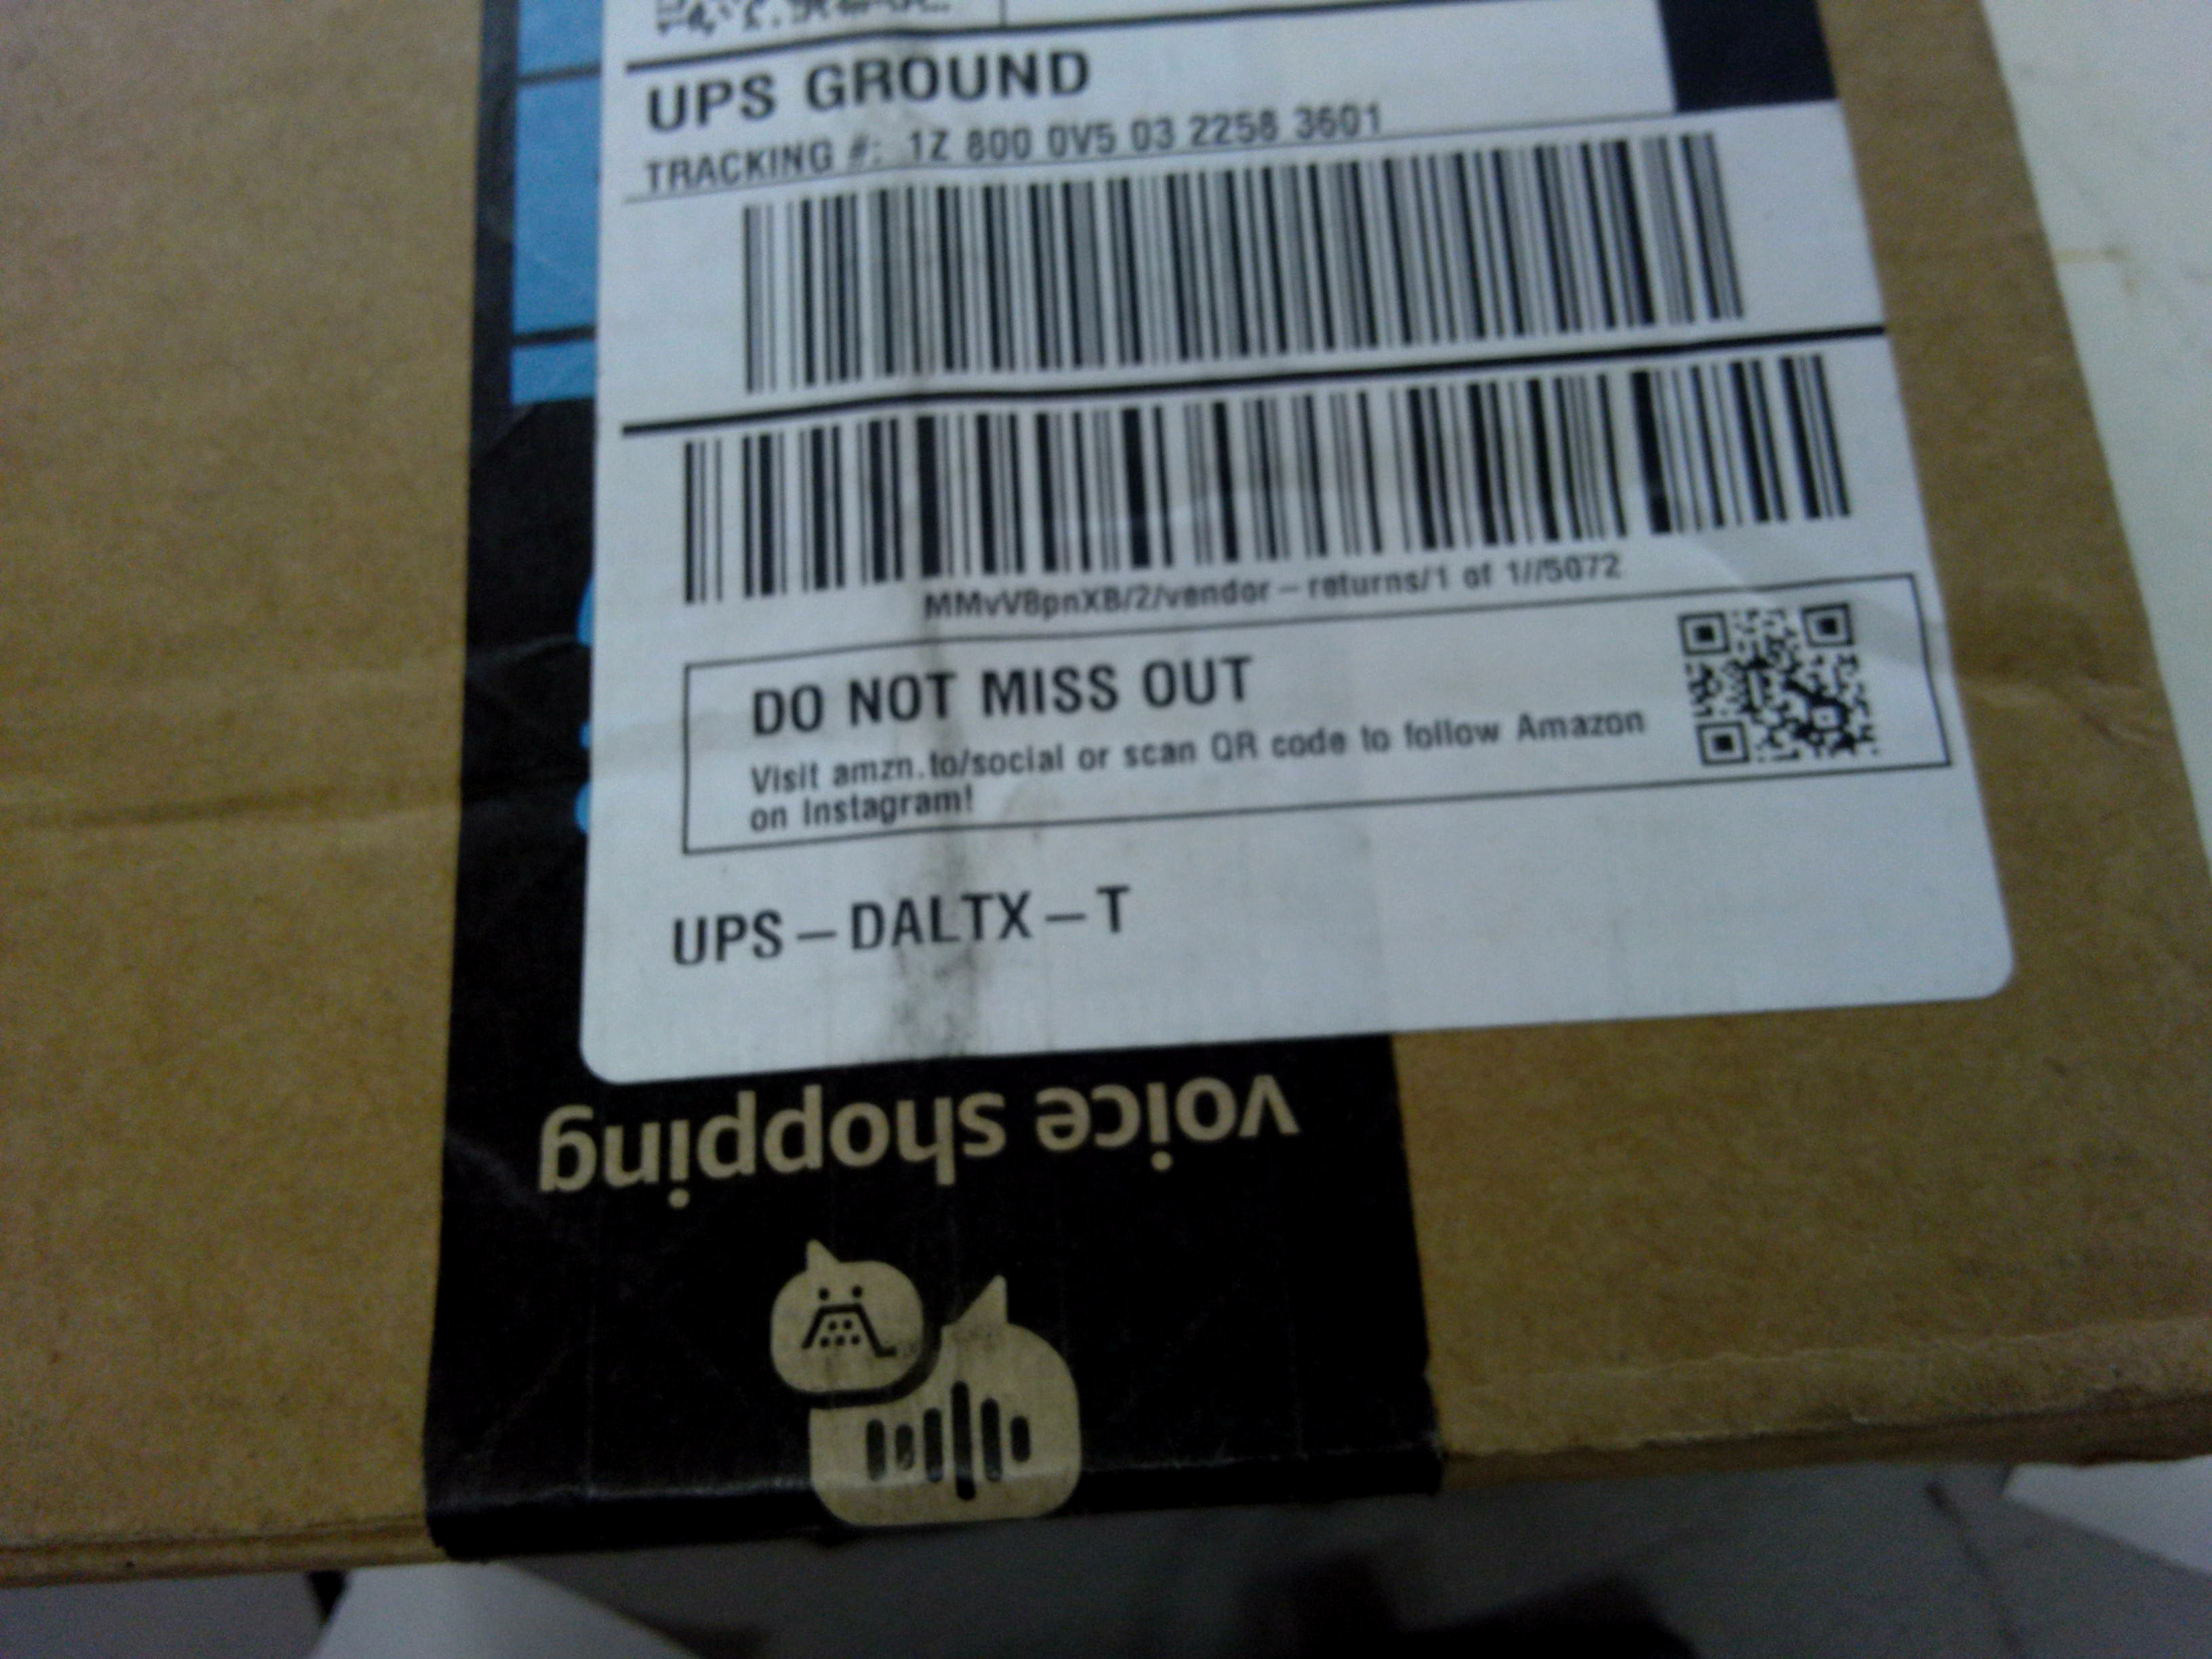 UPS GROUND
TRACKING #: 1Z 800 0V5 03 2258 3601
MMvV8pnXB/2/vendor-returns/1 of 1//5072
DO NOT MISS OUT
Visit amzn.to/social or scan QR code to follow Amazon
on Instagram!
UPS-DALTX-T
voice shopping